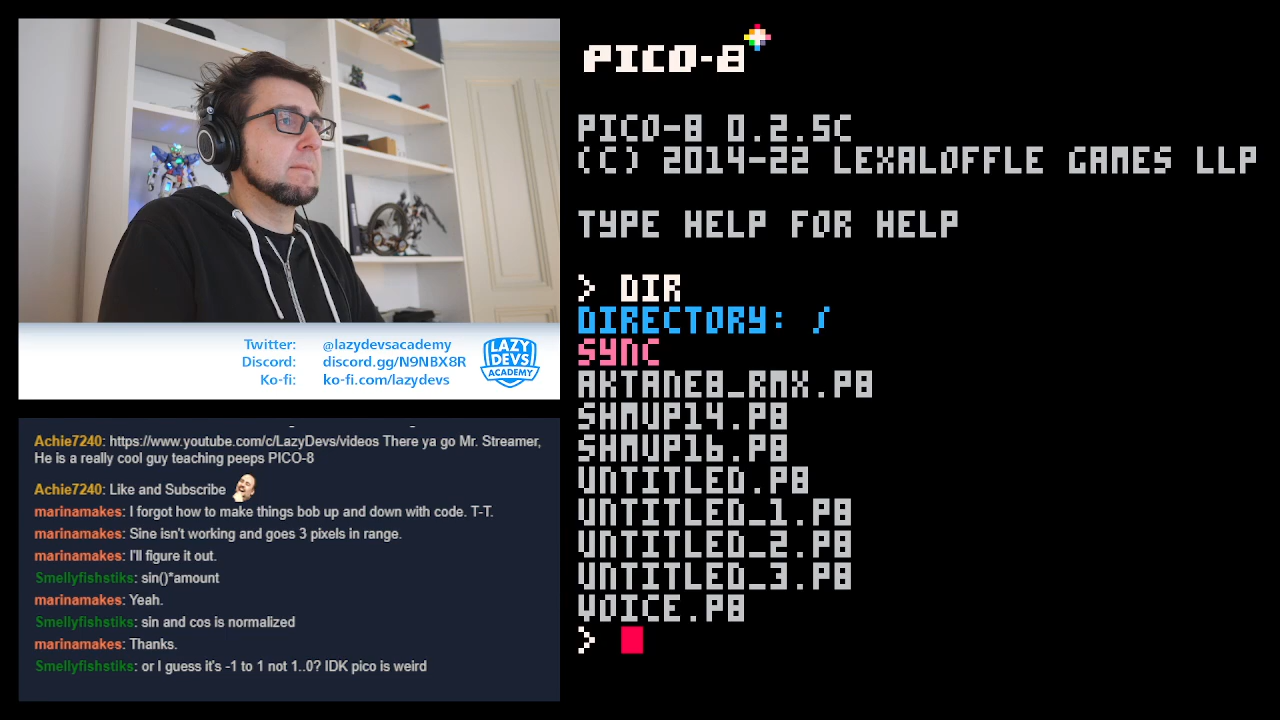 Twitter: @lazydevsacademy
Discord: discord.gg/N9NBX8R
Ko-fi: ko-fi.com/lazydevs
LAZY
DEVS
ACADEMY
Achie7240: https://www.youtube.com/c/LazyDevs/videos There ya go Mr. Streamer,
He is a really cool guy teaching peeps PICO-8
Achie7240: Like and Subscribe
marinamakes: I forgot how to make things bob up and down with code. T-T.
marinamakes: Sine isn't working and goes 3 pixels in range.
marinamakes: I'll figure it out.
Smellyfishstiks: sin()*amount
marinamakes: Yeah.
Smellyfishstiks: sin and cos is normalized
marinamakes: Thanks.
Smellyfishstiks: or I guess it's -1 to 1 not 1..0? IDK pico is weird
PICO-8
PICO-8 0.2.5C
(C) 2014-22 LEXALOFFLE GAMES LLP
TYPE HELP FOR HELP
> DIR
DIRECTORY: /
SYNC
AKTANE8_RMX.P8
SHMUP14.P8
SHMUP16.P8
UNTITLED.P8
UNTITLED_1.P8
UNTITLED_2.P8
UNTITLED_3.P8
VOICE.P8
>